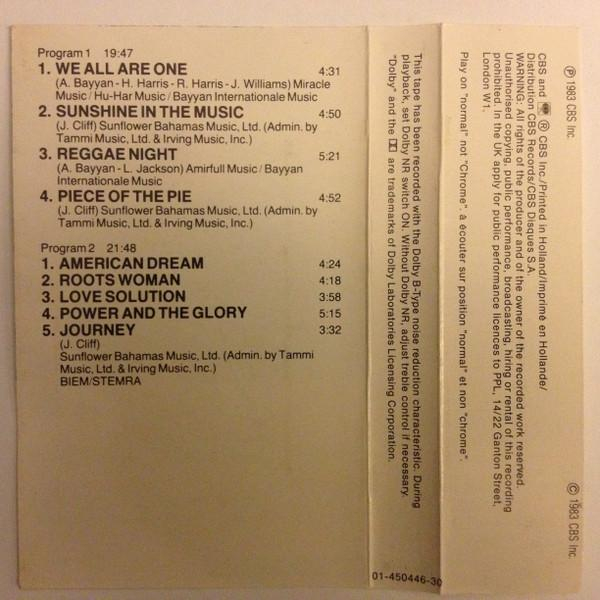 Program 1 19:47
1. WE ALL ARE ONE 4:31
(A. Bayyan - H. Harris - R. Harris - J. Williams) Miracle
Music / Hu-Har Music / Bayyan Internationale Music
2. SUNSHINE IN THE MUSIC 4:50
(J. Cliff) Sunflower Bahamas Music, Ltd. (Admin. by
Tammi Music, Ltd. & Irving Music, Inc.)
3. REGGAE NIGHT 5:21
(A. Bayyan - L. Jackson) Amirfull Music / Bayyan
Internationale Music
4. PIECE OF THE PIE 4:52
(J. Cliff) Sunflower Bahamas Music, Ltd. (Admin. by
Tammi Music, Ltd. & Irving Music, Inc.)
Program 2 21:48
1. AMERICAN DREAM 4:24
2. ROOTS WOMAN 4:18
3. LOVE SOLUTION 3:58
4. POWER AND THE GLORY 5:15
5. JOURNEY 3:32
(J. Cliff)
Sunflower Bahamas Music, Ltd. (Admin. by Tammi
Music, Ltd. & Irving Music, Inc.)
BIEM/STEMRA
This tape has been recorded with the Dolby B-Type noise reduction characteristic. During
playback, set Dolby NR switch ON. Without Dolby NR, adjust treble control if necessary.
"Dolby" and the are trademarks of Dolby Laboratories Licensing Corporation.
01-450446-30
℗ 1983 CBS Inc. © 1983 CBS Inc.
CBS and ® CBS Inc./Printed in Holland/Imprimé en Hollande/
Distribution CBS Records/CBS Disques S.A.
WARNING: All rights of the producer and of the owner of the recorded work reserved.
Unauthorised copying, public performance, broadcasting, hiring or rental of this recording
prohibited. In the UK apply for public performance licences to PPL, 14/22 Ganton Street,
London W1.
Play on "normal" not "Chrome". à écouter sur position "normal" et non "chrome".